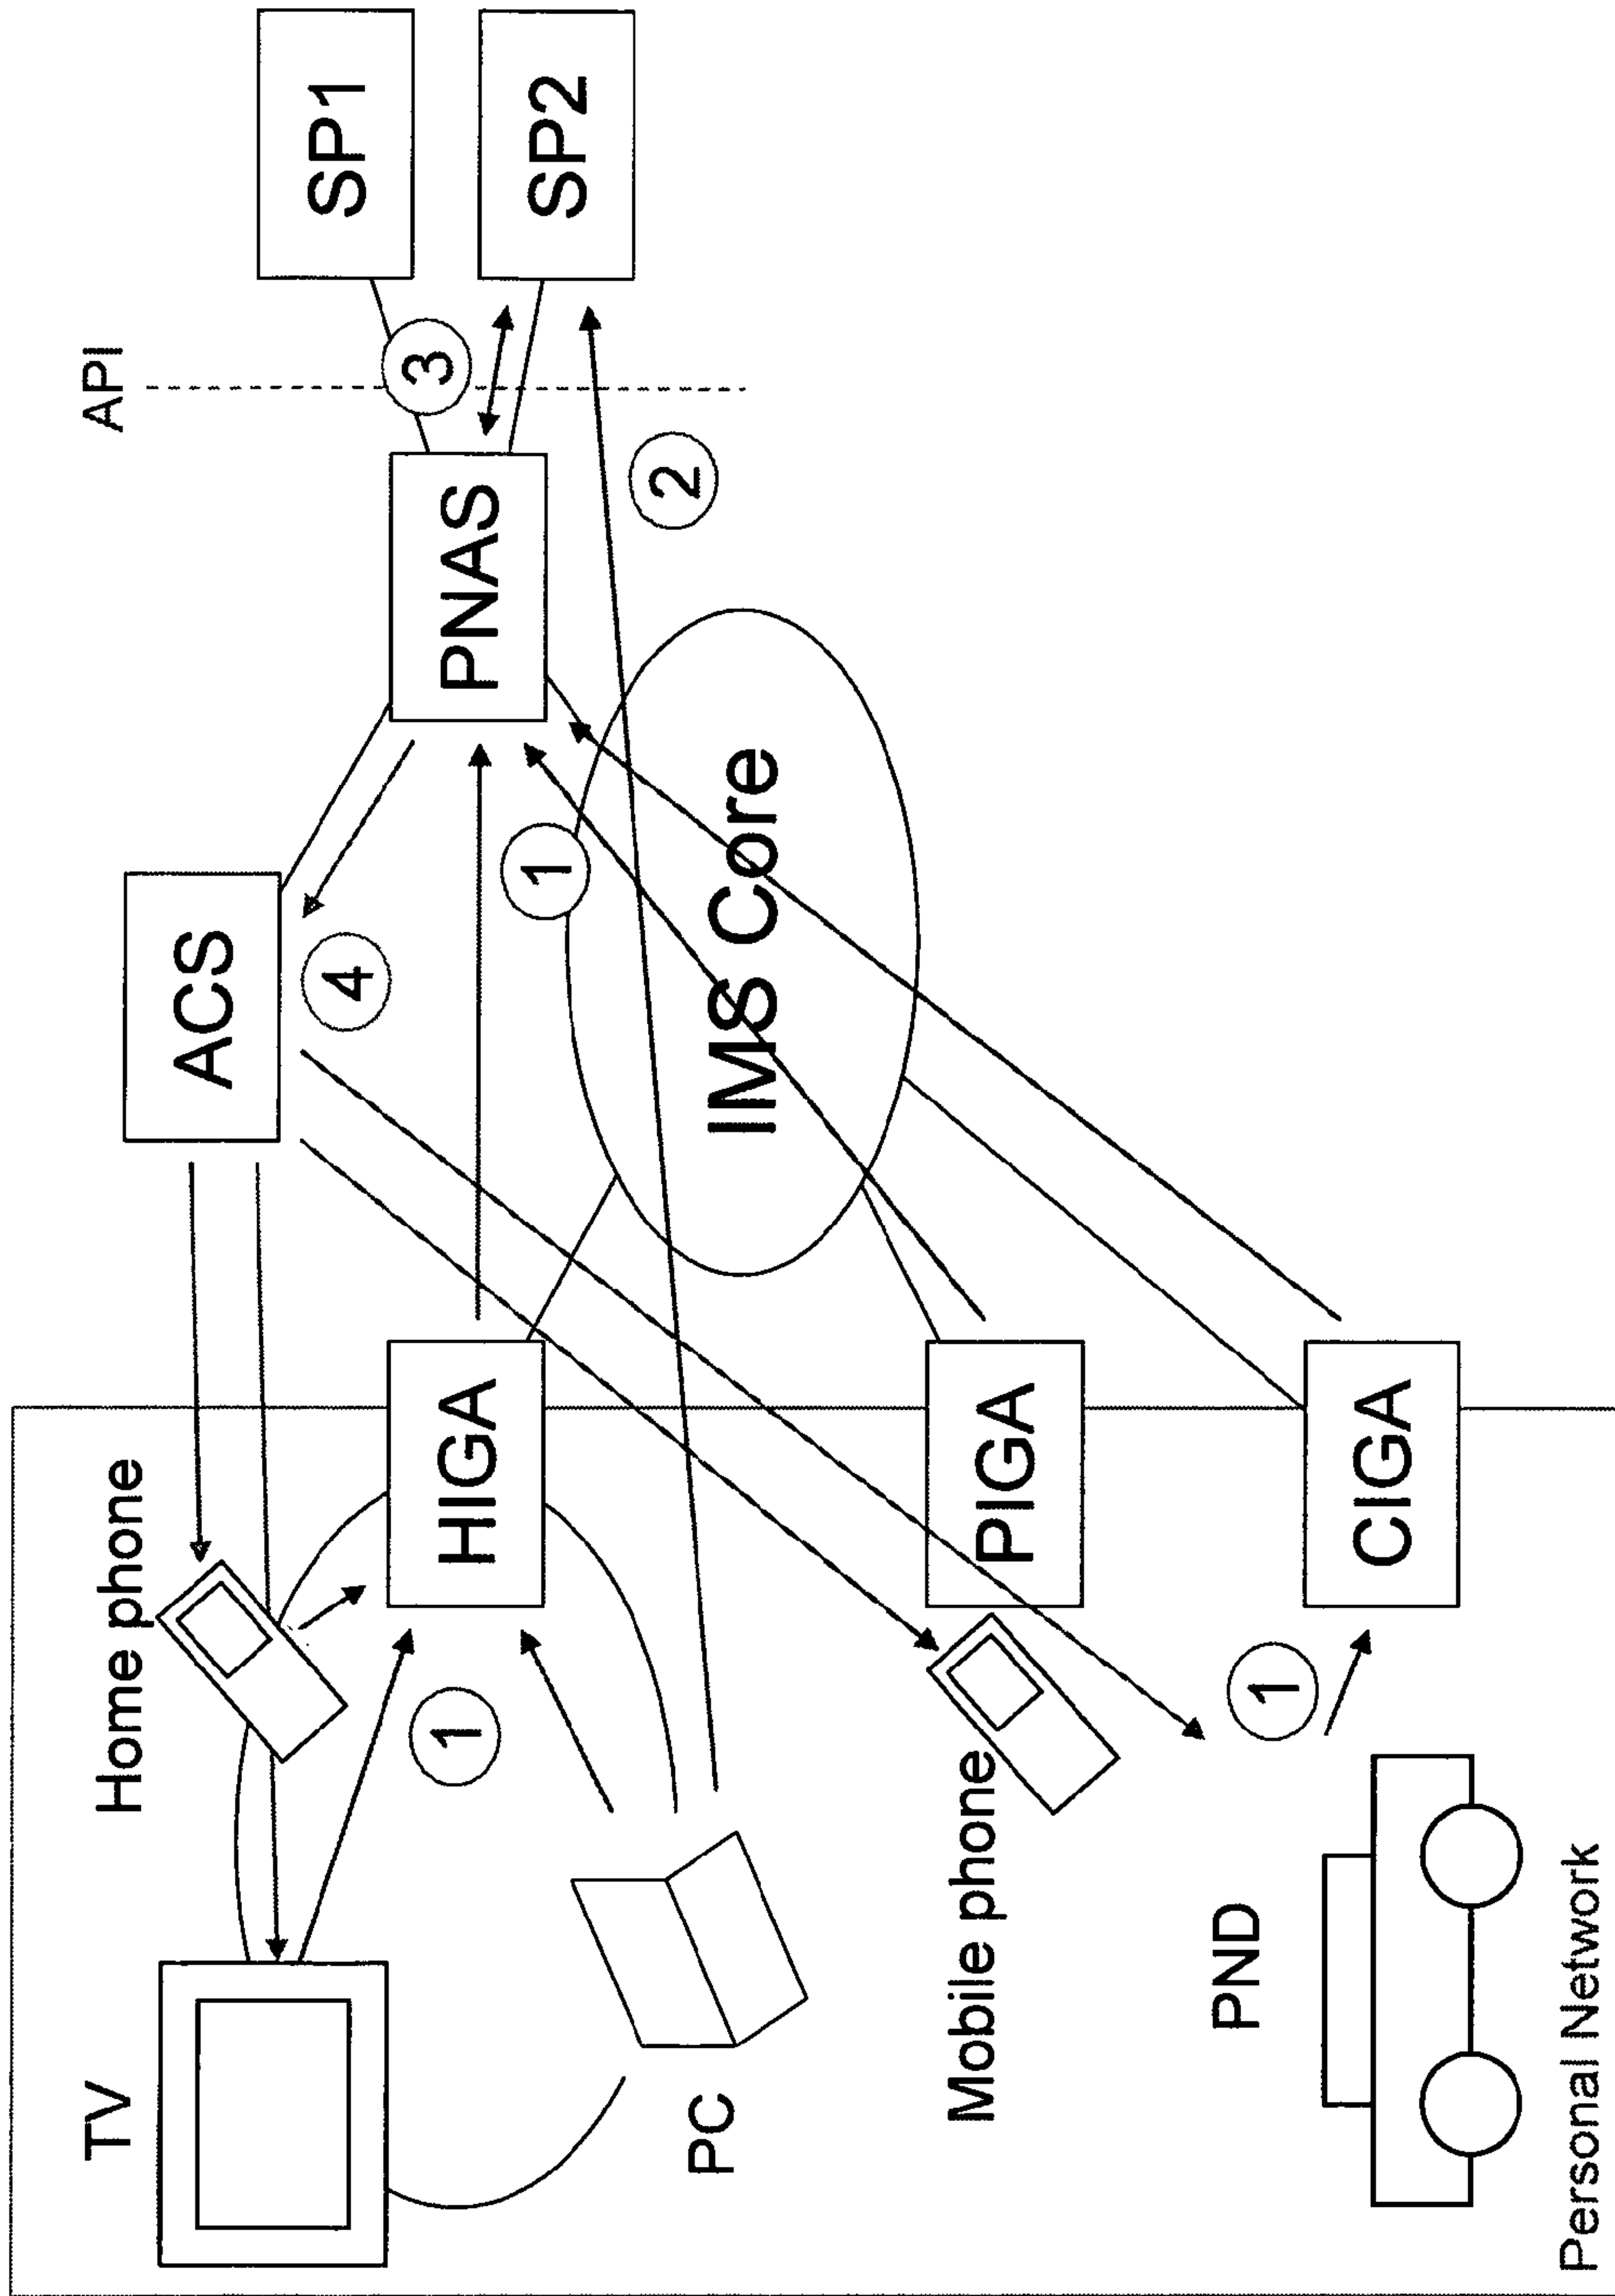 TV
Home phone
ACS
API
SP1
4
3
SP2
PNAS
1
HIGA
1
2
PC
IMS Core
Mobile phone
PIGA
PND
1
CIGA
Personal Network